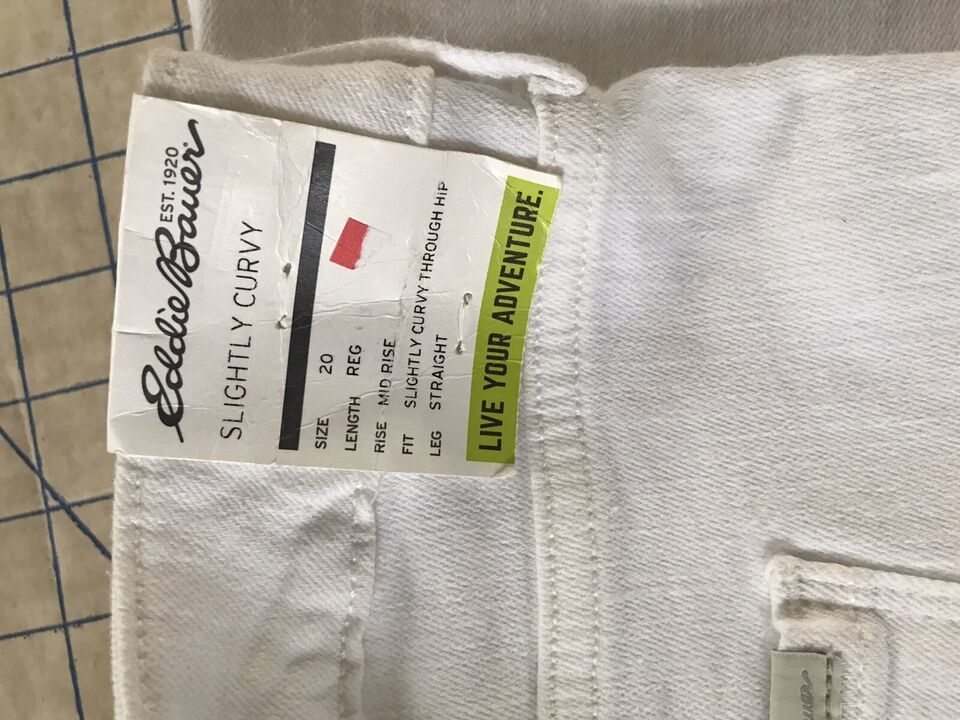 Eddie Bauer
EST. 1920
SLIGHTLY CURVY
SIZE 20
LENGTH REG
RISE MID RISE
FIT SLIGHTLY CURVY THROUGH HIP
LEG STRAIGHT
LIVE YOUR ADVENTURE.
Bauer